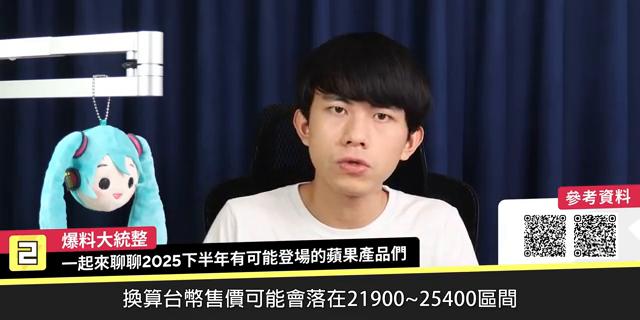 參考資料
2
爆料大統整
一起來聊聊2025下半年有可能登場的蘋果產品們
換算台幣售價可能會落在21900~25400區間